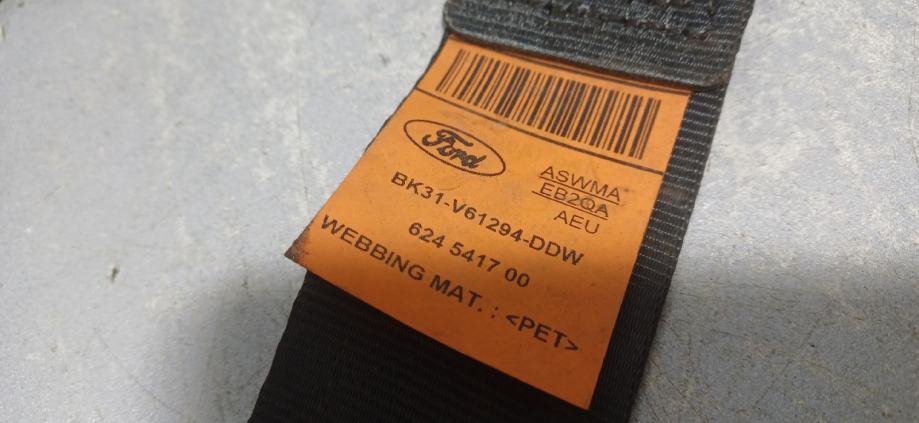 Ford
ASWMA
EB2QA
AEU
BK31-V61294-DDW
624 5417 00
WEBBING MAT. : <PET>